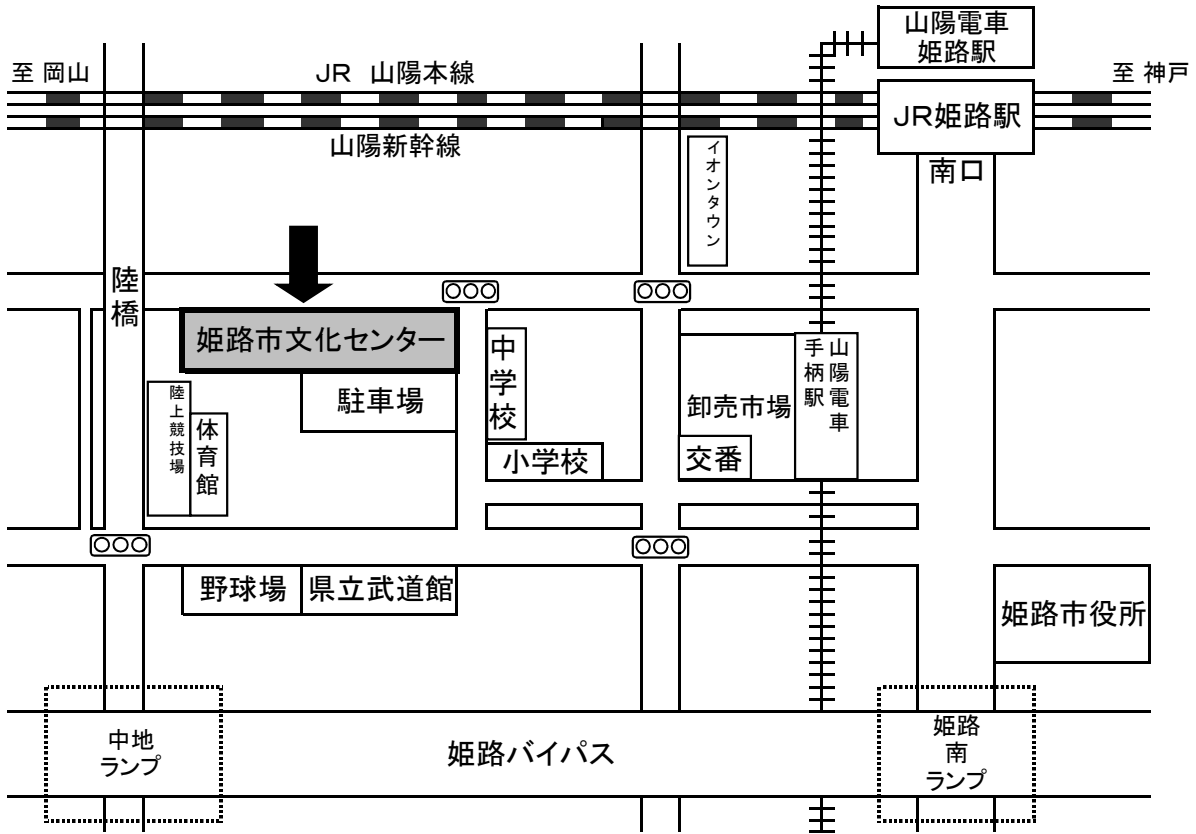 山陽電車
姫路駅
至 岡山
JR 山陽本線
至 神戸
JR姫路駅
山陽新幹線
イオンタウン
南口
陸橋
姫路市文化センター
中学校
山陽電車
手柄駅
駐車場
卸売市場
陸上競技場
体育館
小学校
交番
野球場
県立武道館
姫路市役所
中地
ランプ
姫路バイパス
姫路
南
ランプ